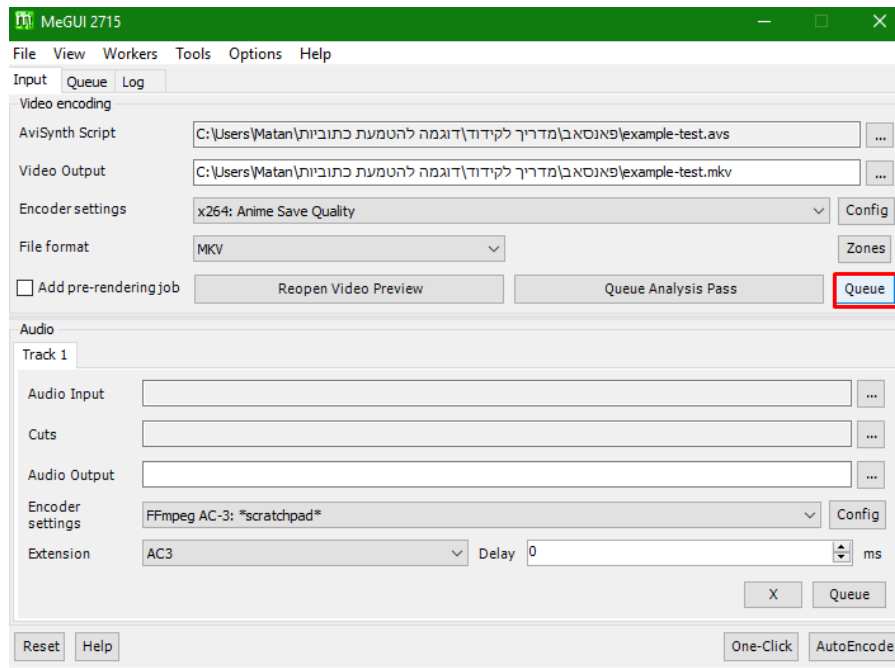 MeGUI 2715
File View Workers Tools Options Help
Input Queue Log
Video encoding
AviSynth Script C:\Users\Matan\פאנסאב\מדריך לקידוד\דוגמה להטמעת כתוביות\example-test.avs ...
Video Output C:\Users\Matan\פאנסאב\מדריך לקידוד\דוגמה להטמעת כתוביות\example-test.mkv ...
Encoder settings x264: Anime Save Quality Config
File format MKV Zones
Add pre-rendering job Reopen Video Preview Queue Analysis Pass Queue
Audio
Track 1
Audio Input ...
Cuts ...
Audio Output ...
Encoder
settings FFmpeg AC-3: *scratchpad* Config
Extension AC3 Delay 0 ms
X Queue
Reset Help One-Click AutoEncode